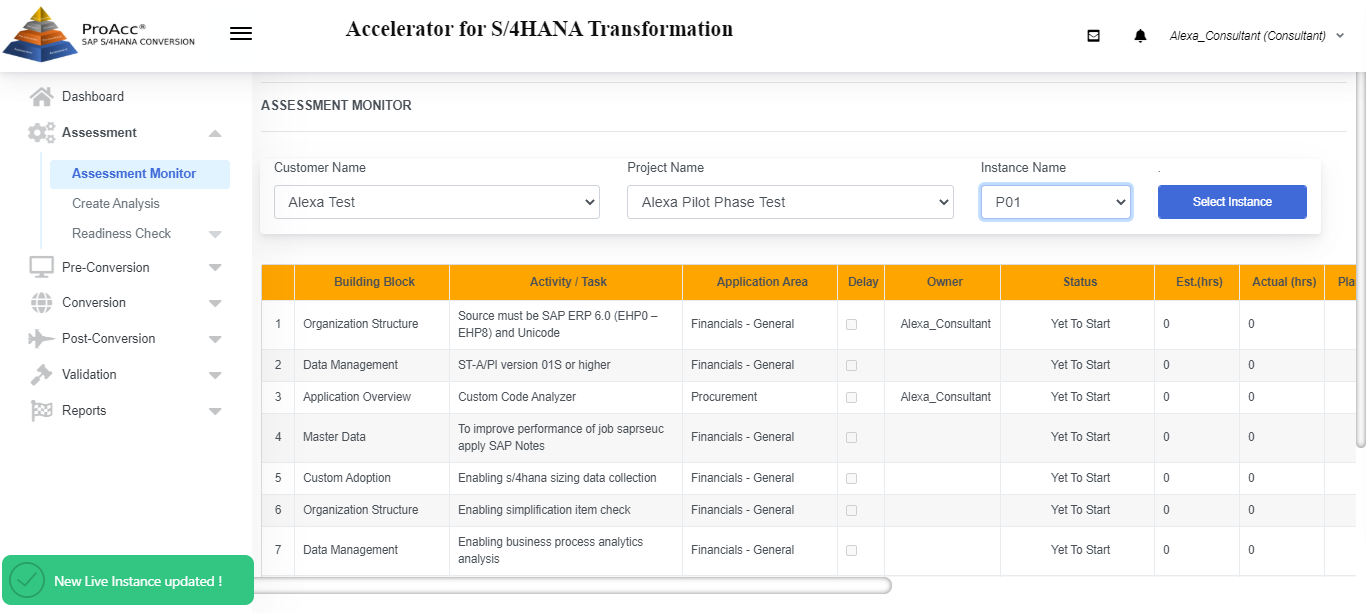 ProAcc®
SAP S/4HANA CONVERSION
Accelerator for S/4HANA Transformation
Alexa_Consultant (Consultant)
Dashboard
Assessment
Assessment Monitor
Create Analysis
Readiness Check
Pre-Conversion
Conversion
Post-Conversion
Validation
Reports
ASSESSMENT MONITOR
Customer Name Project Name Instance Name .
Alexa Test Alexa Pilot Phase Test P01 Select Instance
Building Block Activity / Task Application Area Delay Owner Status Est.(hrs) Actual (hrs) Pla
1 Organization Structure Source must be SAP ERP 6.0 (EHP0 – Financials - General Alexa_Consultant Yet To Start 0 0
EHP8) and Unicode
2 Data Management ST-A/PI version 01S or higher Financials - General Yet To Start 0 0
3 Application Overview Custom Code Analyzer Procurement Alexa_Consultant Yet To Start 0 0
4 Master Data To improve performance of job saprseuc Financials - General Yet To Start 0 0
apply SAP Notes
5 Custom Adoption Enabling s/4hana sizing data collection Financials - General Yet To Start 0 0
6 Organization Structure Enabling simplification item check Financials - General Yet To Start 0 0
7 Data Management Enabling business process analytics Financials - General Yet To Start 0 0
analysis
New Live Instance updated !